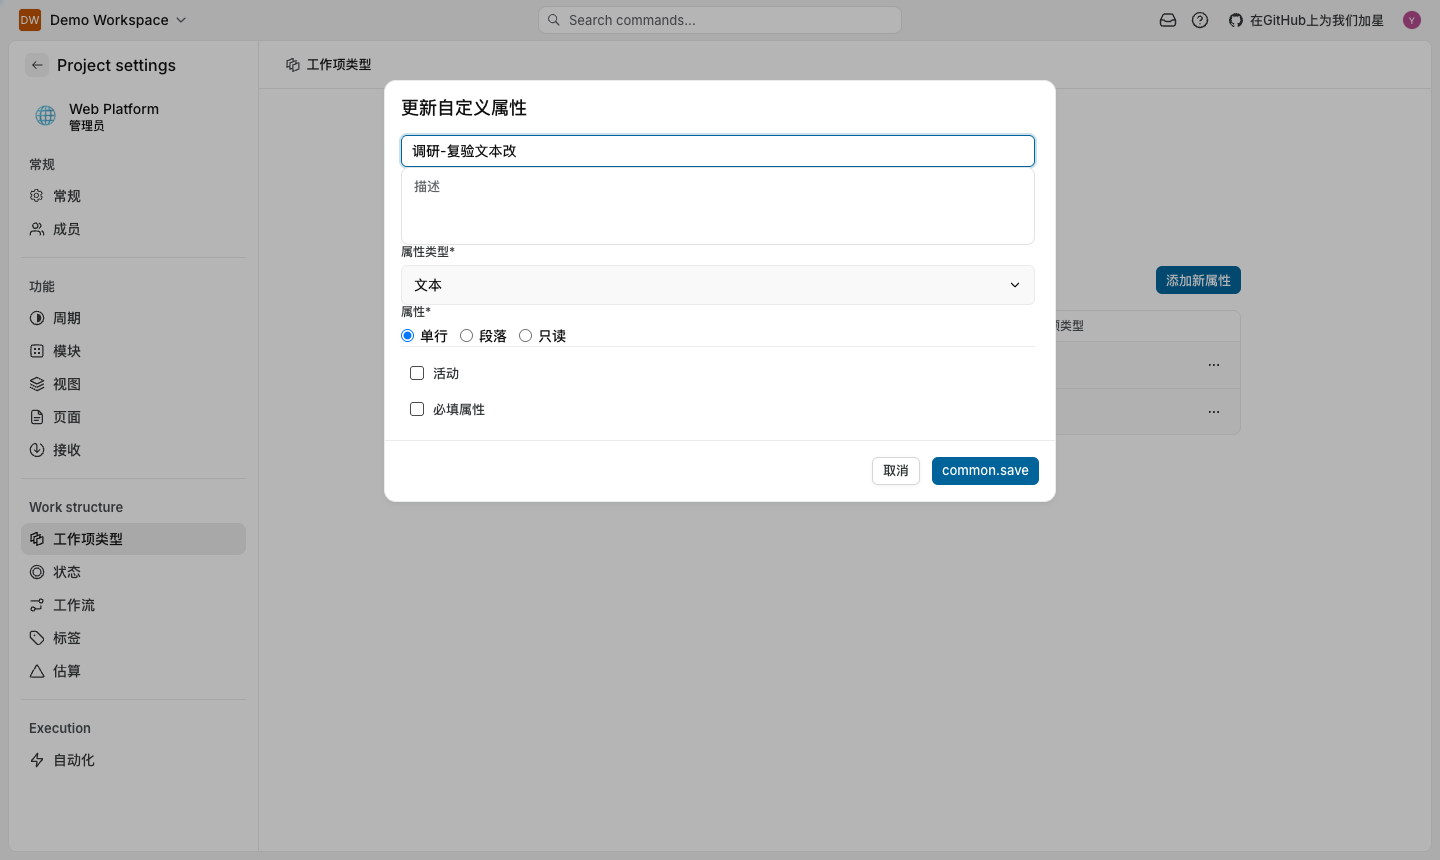 DW Demo Workspace
Search commands...
在GitHub上为我们加星
Y
Project settings
Web Platform
管理员
常规
常规
成员
功能
周期
模块
视图
页面
接收
Work structure
工作项类型
状态
工作流
标签
估算
Execution
自动化
工作项类型
更新自定义属性
调研-复验文本改
描述
属性类型*
文本
属性*
单行 段落 只读
活动
必填属性
取消 common.save
添加新属性
类型